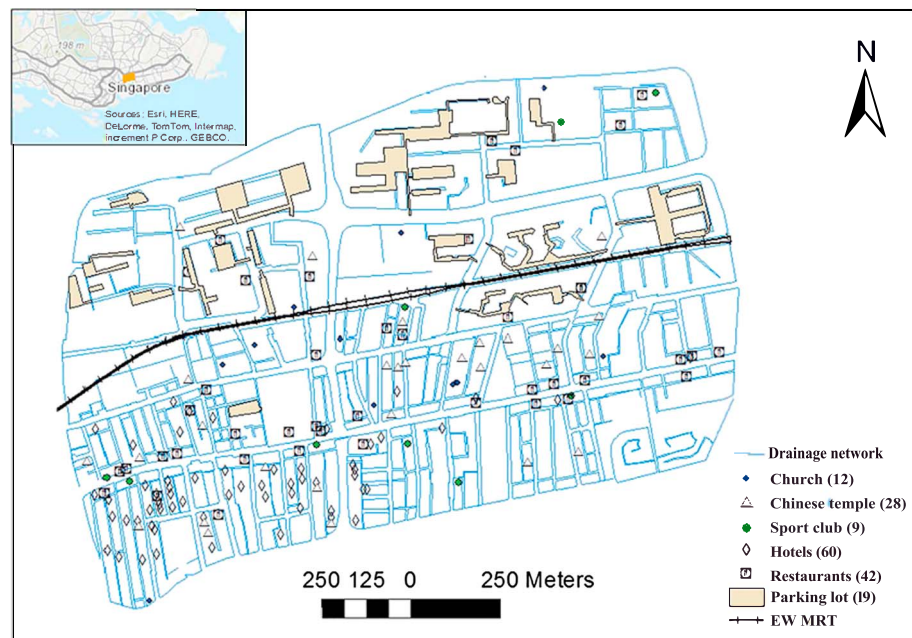 198 m
Singapore
Sources: Esri, HERE,
DeLorme, TomTom, Intermap,
increment P Corp., GEBCO,
N
Drainage network
Church (12)
Chinese temple (28)
Sport club (9)
Hotels (60)
Restaurants (42)
Parking lot (19)
EW MRT
250 125 0 250 Meters